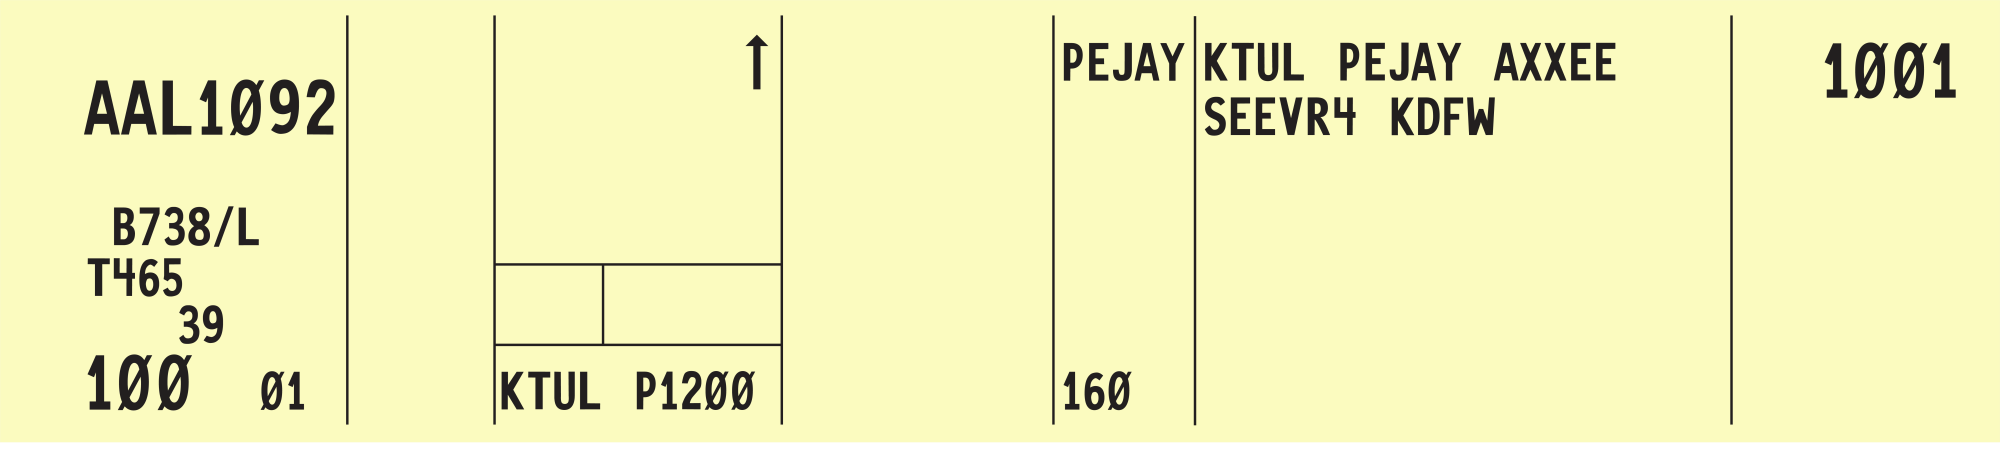 AAL1Ø92
B738/L
T465
39
1ØØ Ø1
KTUL P12ØØ
PEJAY
16Ø
KTUL PEJAY AXXEE
SEEVR4 KDFW
1ØØ1